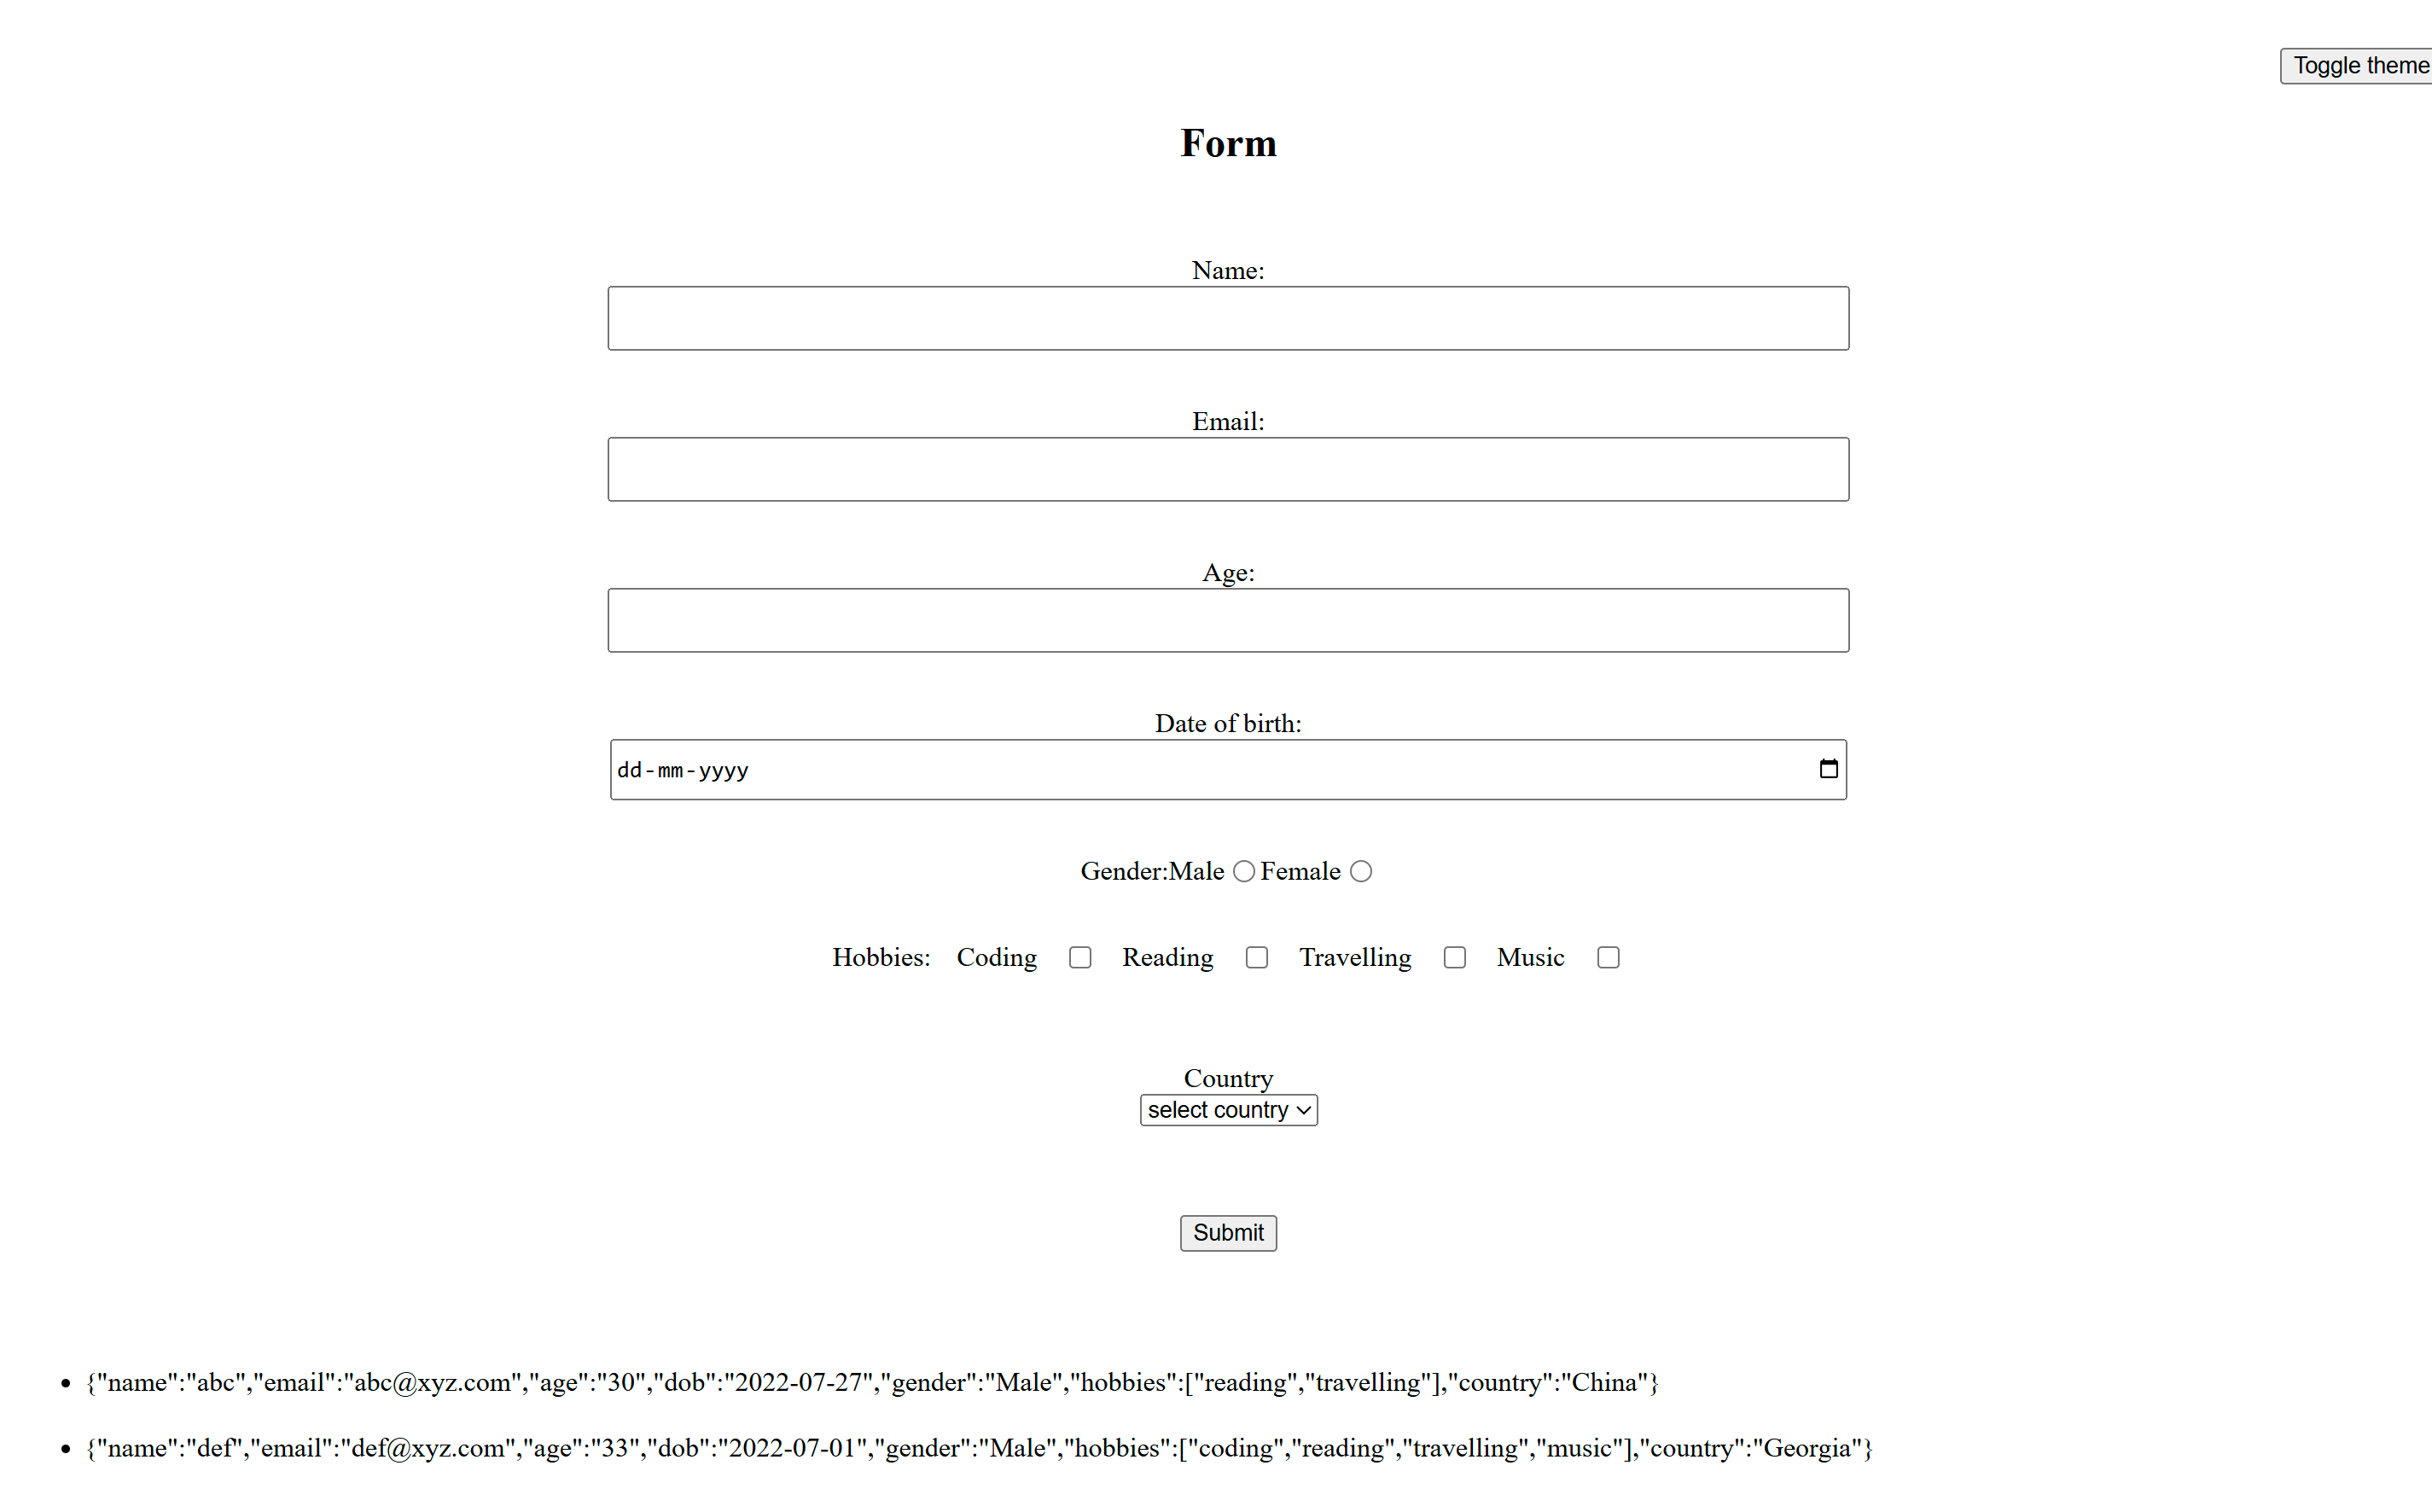 Toggle theme
Form
Name:
Email:
Age:
Date of birth:
dd-mm-yyyy
Gender:Male Female
Hobbies: Coding Reading Travelling Music
Country
select country
Submit
{"name":"abc","email":"abc@xyz.com","age":"30","dob":"2022-07-27","gender":"Male","hobbies":["reading","travelling"],"country":"China"}
{"name":"def","email":"def@xyz.com","age":"33","dob":"2022-07-01","gender":"Male","hobbies":["coding","reading","travelling","music"],"country":"Georgia"}